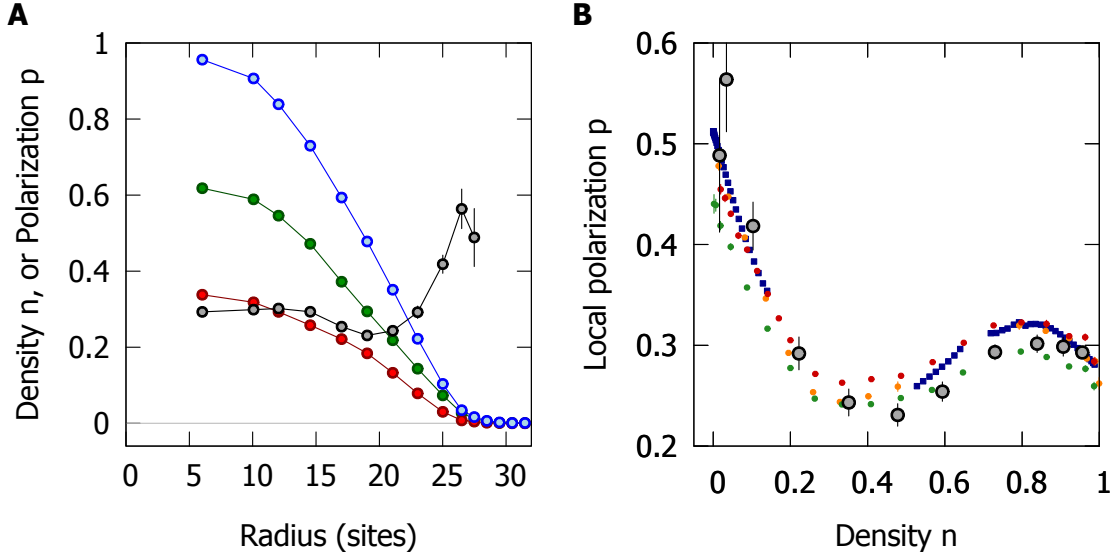 A
Density n, or Polarization p
1
0.8
0.6
0.4
0.2
0
0 5 10 15 20 25 30
Radius (sites)
B
Local polarization p
0.6
0.5
0.4
0.3
0.2
0 0.2 0.4 0.6 0.8 1
Density n